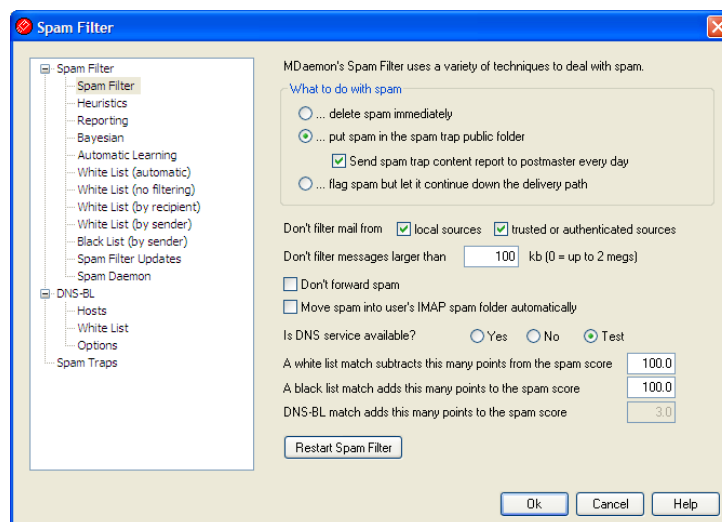 Spam Filter
Spam Filter
Spam Filter
Heuristics
Reporting
Bayesian
Automatic Learning
White List (automatic)
White List (no filtering)
White List (by recipient)
White List (by sender)
Black List (by sender)
Spam Filter Updates
Spam Daemon
DNS-BL
Hosts
White List
Options
Spam Traps
MDaemon's Spam Filter uses a variety of techniques to deal with spam.
What to do with spam
... delete spam immediately
... put spam in the spam trap public folder
Send spam trap content report to postmaster every day
... flag spam but let it continue down the delivery path
Don't filter mail from local sources trusted or authenticated sources
Don't filter messages larger than 100 kb (0 = up to 2 megs)
Don't forward spam
Move spam into user's IMAP spam folder automatically
Is DNS service available? Yes No Test
A white list match subtracts this many points from the spam score 100.0
A black list match adds this many points to the spam score 100.0
DNS-BL match adds this many points to the spam score 3.0
Restart Spam Filter
Ok Cancel Help